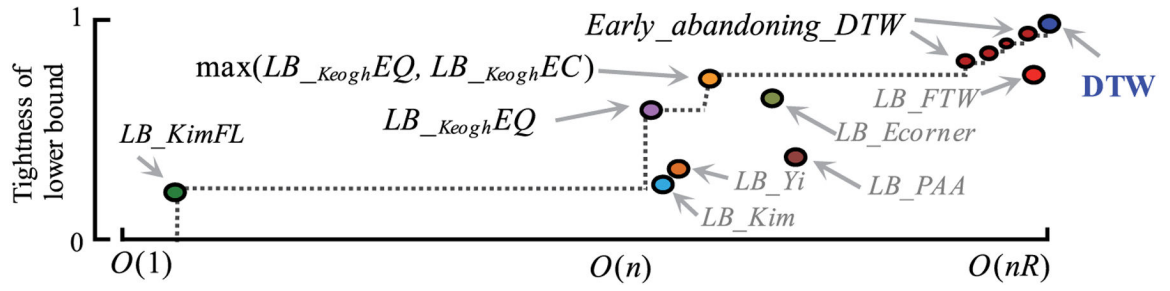 1
Early_abandoning_DTW
max(LB_KeoghEQ, LB_KeoghEC)
DTW
LB_FTW
LB_KeoghEQ
LB_Ecorner
LB_KimFL
Tightness of
lower bound
LB_Yi
LB_PAA
LB_Kim
0
O(1)
O(n)
O(nR)